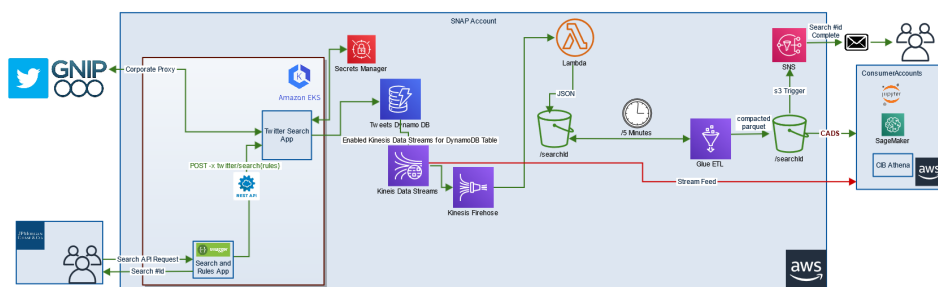 SNAP Account
Search #id
Complete
Lambda
SNS
Secrets Manager
GNIP
Corporate Proxy
Amazon EKS
ConsumerAccounts
jupyter
s3 Trigger
JSON
Tweets Dynamo DB
Twitter Search
App
/5 Minutes
compacted
parquet
CADS
SageMaker
Enabled Kinesis Data Streams for DynamoDB Table
/searchId
Glue ETL
/searchId
POST -x twitter/search(rules)
CIB Athena
aws
REST API
Kineis Data Streams
Stream Feed
Kinesis Firehose
swagger
Search API Request
Search #Id
Search and
Rules App
aws